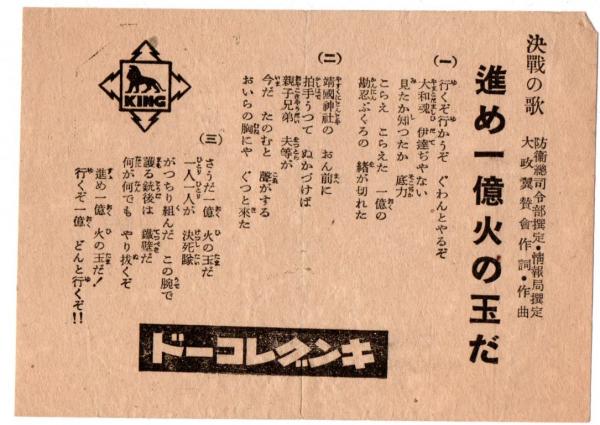 決戰の歌
防衞總司令部撰定・情報局撰定
大政翼賛會作詞・作曲
進め一億火の玉だ
(一)
行くぞ行かうぞ ぐわんとやるぞ
大和魂 伊達ぢやない
見たか知つたか 底力
こらえ こらえた 一億の
勘忍ぶくろの 緒が切れた
(二)
靖國神社の おん前に
拍手うつて ぬかづけば
親子兄弟 夫等が
今だ たのむと 聲がする
おいらの胸にや ぐつと來た
(三)
さうだ一億 火の玉だ
一人一人が 決死隊
がつちり組んだ この腕で
護る銃後は 鐵壁だ
何が何でも やり拔くぞ
進め一億 火の玉だ!
行くぞ一億 どんと行くぞ!!
KING
キングレコード